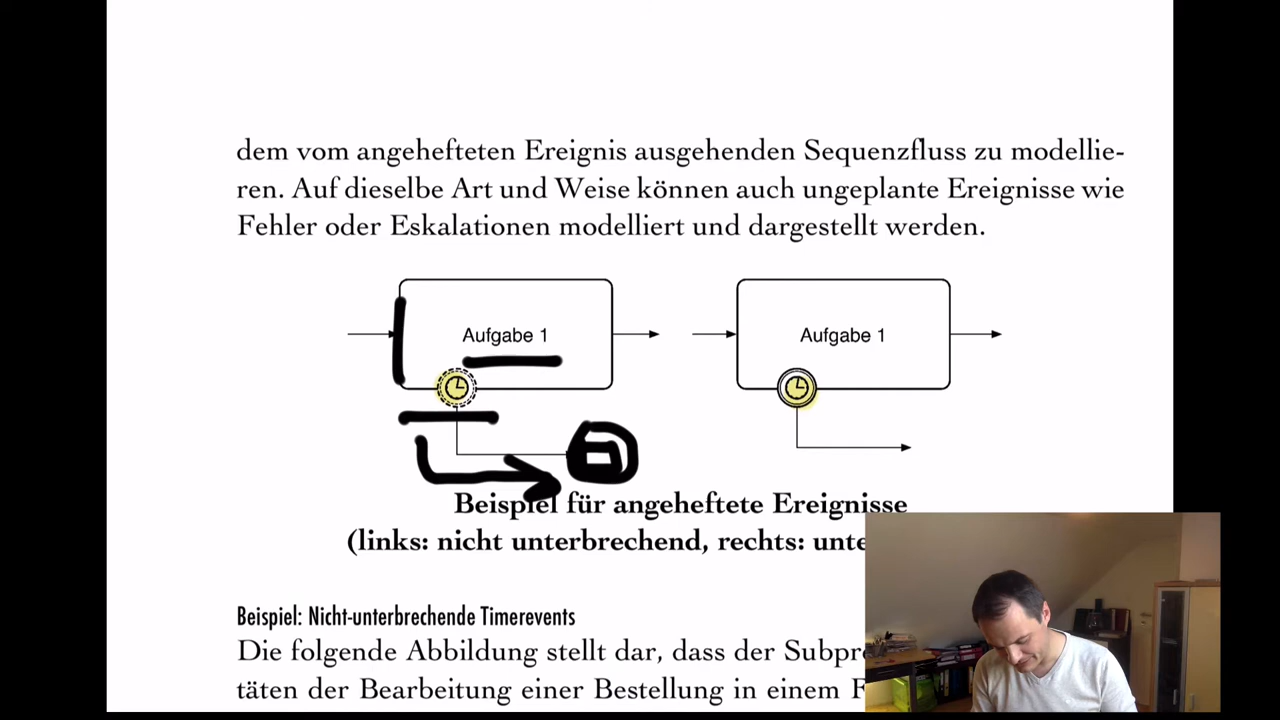 dem vom angehefteten Ereignis ausgehenden Sequenzfluss zu modellie-
ren. Auf dieselbe Art und Weise können auch ungeplante Ereignisse wie
Fehler oder Eskalationen modelliert und dargestellt werden.
Aufgabe 1
Aufgabe 1
Beispiel für angeheftete Ereignisse
(links: nicht unterbrechend, rechts: unte
Beispiel: Nicht-unterbrechende Timerevents
Die folgende Abbildung stellt dar, dass der Subpr
täten der Bearbeitung einer Bestellung in einem F